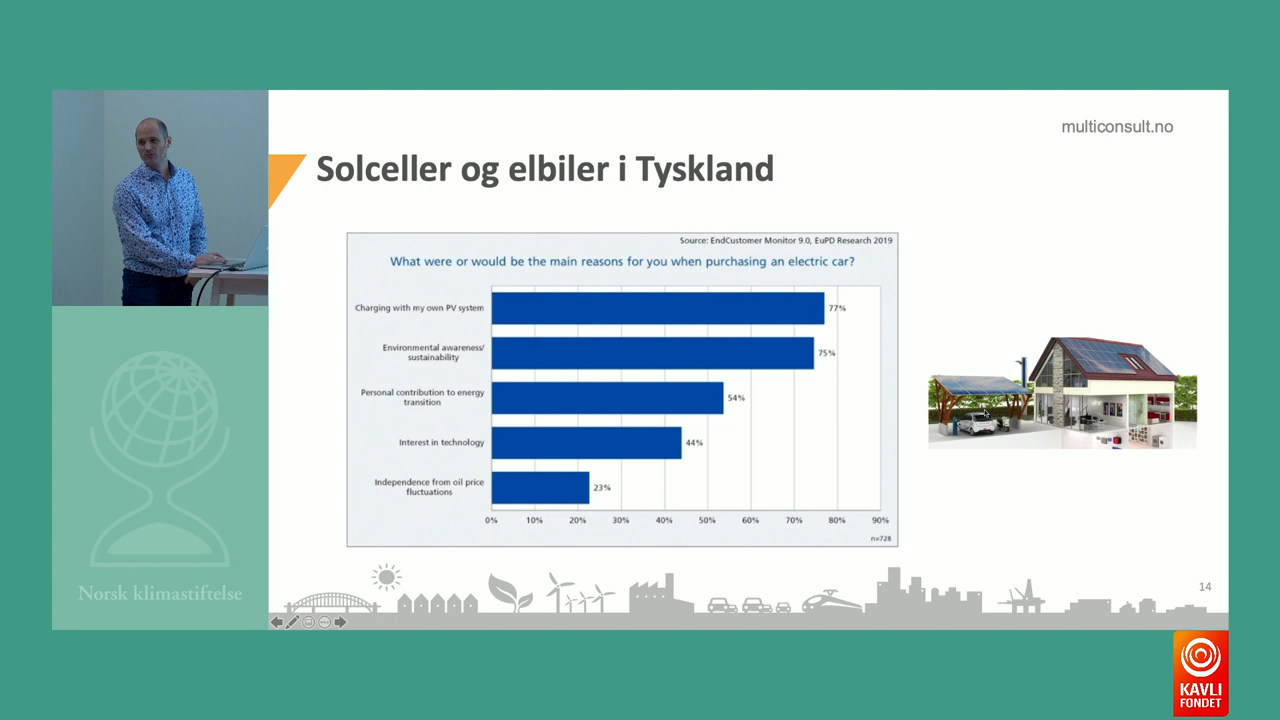 multiconsult.no
Solceller og elbiler i Tyskland
Source: EndCustomer Monitor 9.0, EuPD Research 2019
What were or would be the main reasons for you when purchasing an electric car?
Charging with my own PV system
77%
Environmental awareness/
sustainability
75%
Personal contribution to energy
transition
54%
Interest in technology
44%
Independence from oil price
fluctuations
23%
0% 10% 20% 30% 40% 50% 60% 70% 80% 90%
n=728
Norsk klimastiftelse
14
KAVLI
FONDET